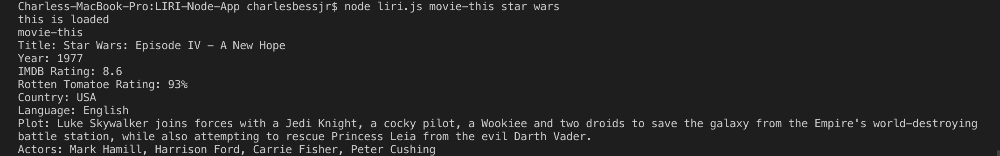 Charless-MacBook-Pro:LIRI-Node-App charlesbessjr$ node liri.js movie-this star wars
this is loaded
movie-this
Title: Star Wars: Episode IV - A New Hope
Year: 1977
IMDB Rating: 8.6
Rotten Tomatoe Rating: 93%
Country: USA
Language: English
Plot: Luke Skywalker joins forces with a Jedi Knight, a cocky pilot, a Wookiee and two droids to save the galaxy from the Empire's world-destroying
battle station, while also attempting to rescue Princess Leia from the evil Darth Vader.
Actors: Mark Hamill, Harrison Ford, Carrie Fisher, Peter Cushing